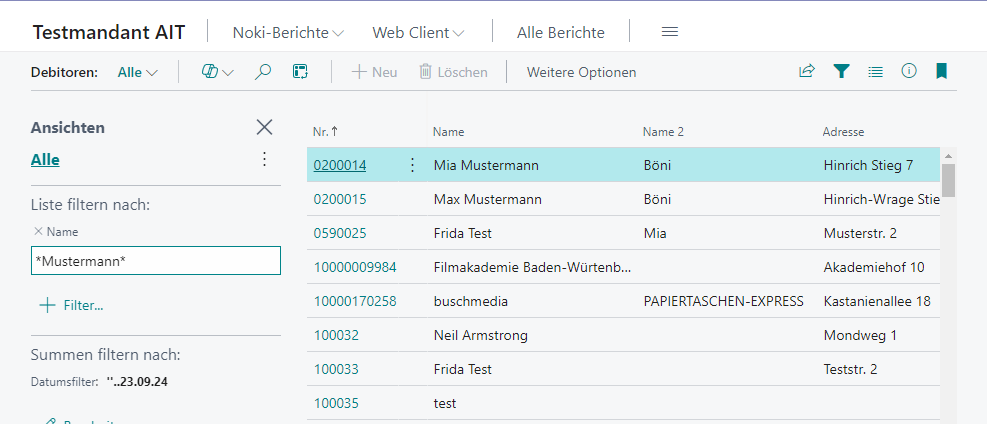 Testmandant AIT Noki-Berichte Web Client Alle Berichte
Debitoren: Alle Neu Löschen Weitere Optionen
Ansichten
Alle
Liste filtern nach:
Name
*Mustermann*
Filter...
Summen filtern nach:
Datumsfilter: ''..23.09.24
Nr. Name Name 2 Adresse
0200014 Mia Mustermann Böni Hinrich Stieg 7
0200015 Max Mustermann Böni Hinrich-Wrage Stie
0590025 Frida Test Mia Musterstr. 2
10000009984 Filmakademie Baden-Würtenb... Akademiehof 10
10000170258 buschmedia PAPIERTASCHEN-EXPRESS Kastanienallee 18
100032 Neil Armstrong Mondweg 1
100033 Frida Test Teststr. 2
100035 test